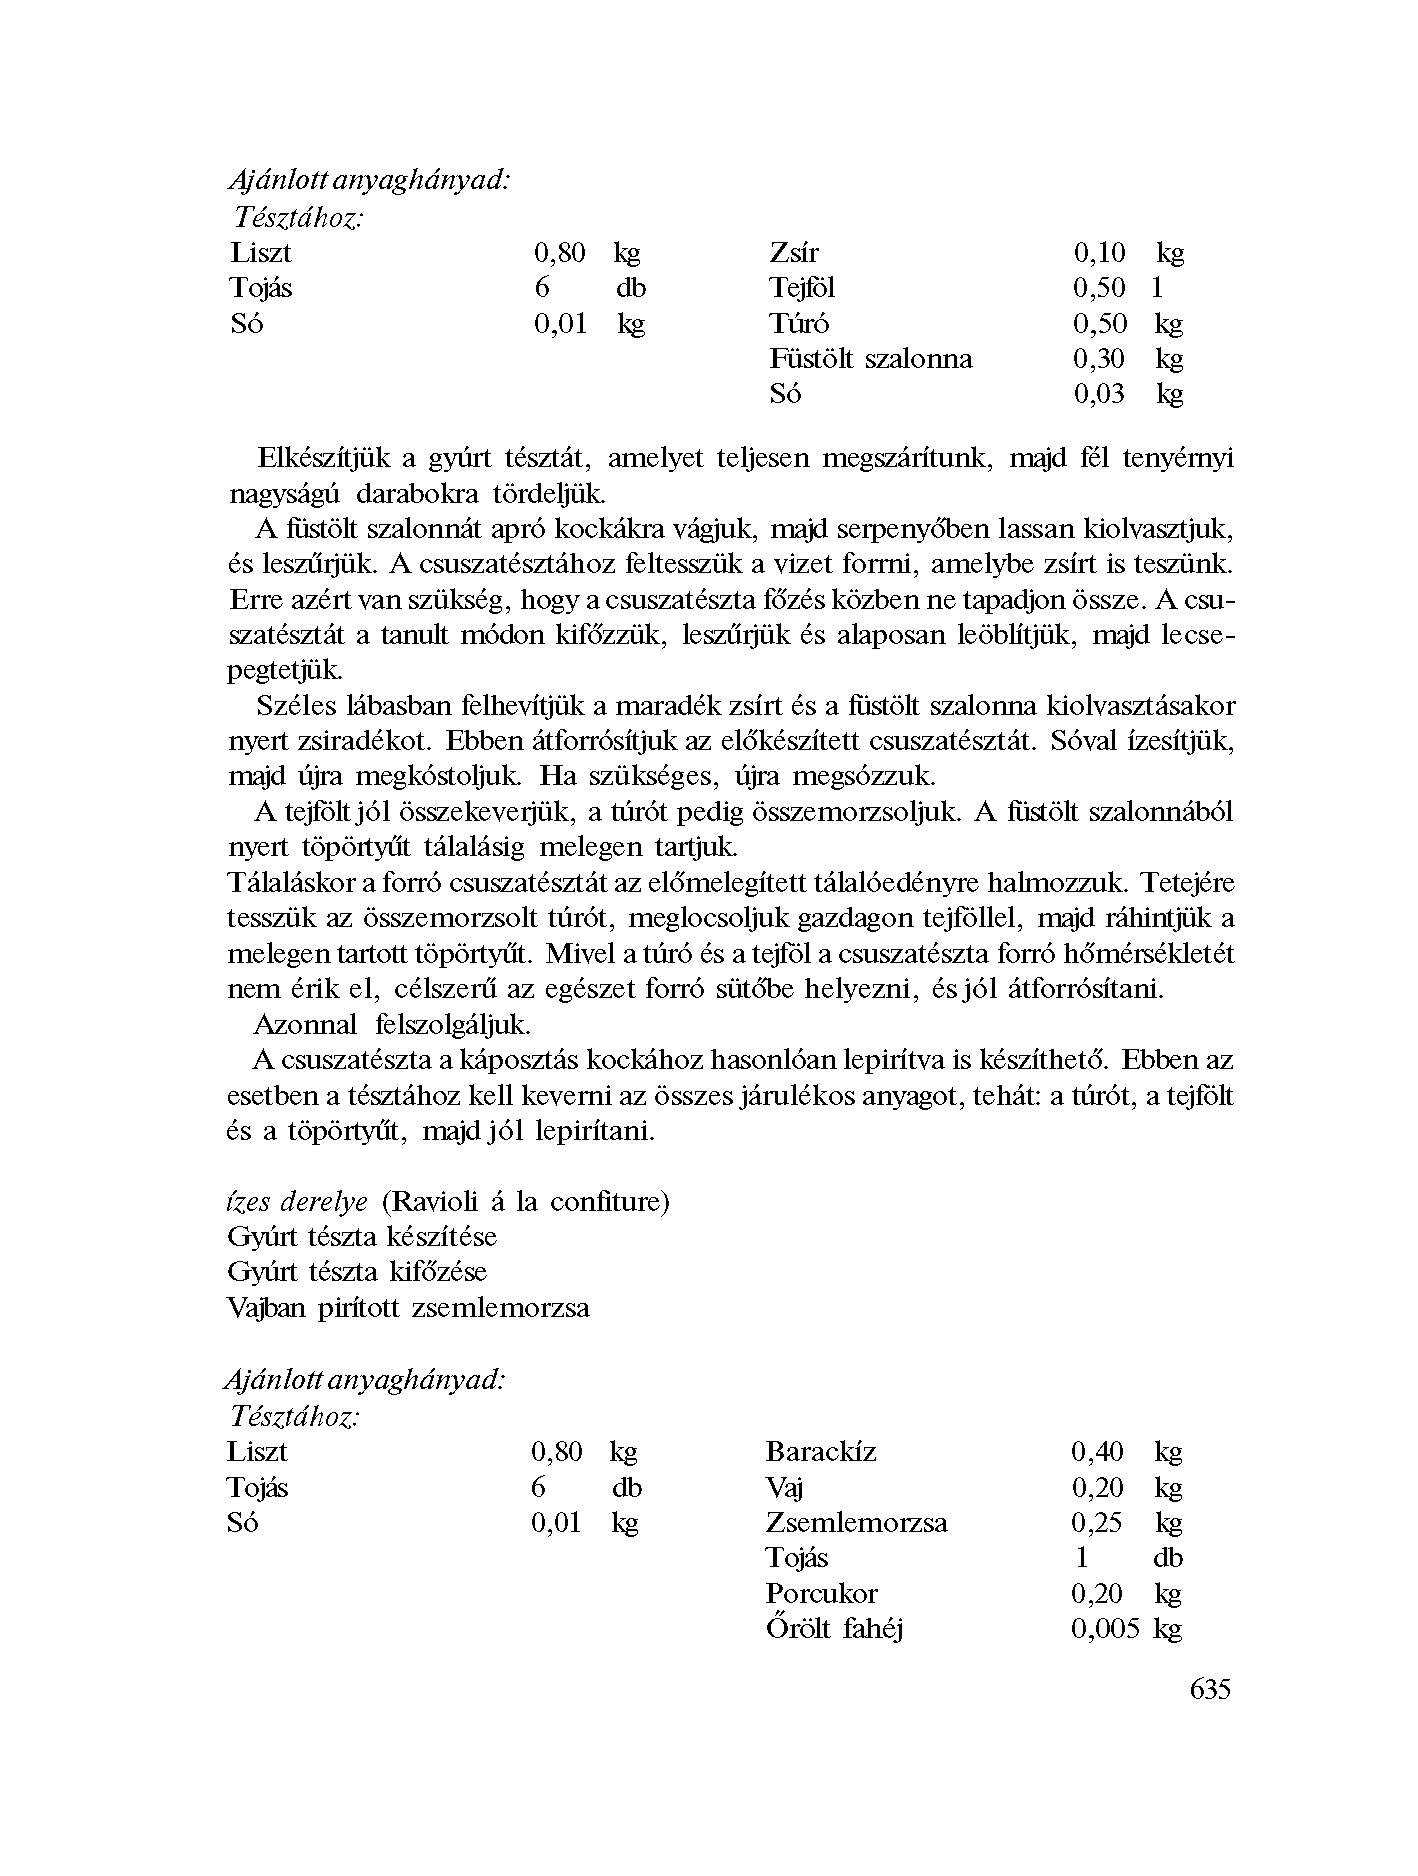 Ajánlott anyaghányad:
Tésztához:
Liszt 0,80 kg Zsír 0,10 kg
Tojás 6 db Tejföl 0,50 l
Só 0,01 kg Túró 0,50 kg
Füstölt szalonna 0,30 kg
Só 0,03 kg
Elkészítjük a gyúrt tésztát, amelyet teljesen megszárítunk, majd fél tenyérnyi
nagyságú darabokra tördeljük.
A füstölt szalonnát apró kockákra vágjuk, majd serpenyőben lassan kiolvasztjuk,
és leszűrjük. A csuszatésztához feltesszük a vizet forrni, amelybe zsírt is teszünk.
Erre azért van szükség, hogy a csuszatészta főzés közben ne tapadjon össze. A csu-
szatésztát a tanult módon kifőzzük, leszűrjük és alaposan leöblítjük, majd lecse-
pegtetjük.
Széles lábasban felhevítjük a maradék zsírt és a füstölt szalonna kiolvasztásakor
nyert zsiradékot. Ebben átforrósítjuk az előkészített csuszatésztát. Sóval ízesítjük,
majd újra megkóstoljuk. Ha szükséges, újra megsózzuk.
A tejfölt jól összekeverjük, a túrót pedig összemorzsoljuk. A füstölt szalonnából
nyert töpörtyűt tálalásig melegen tartjuk.
Tálaláskor a forró csuszatésztát az előmelegített tálalóedényre halmozzuk. Tetejére
tesszük az összemorzsolt túrót, meglocsoljuk gazdagon tejföllel, majd ráhintjük a
melegen tartott töpörtyűt. Mivel a túró és a tejföl a csuszatészta forró hőmérsékletét
nem érik el, célszerű az egészet forró sütőbe helyezni, és jól átforrósítani.
Azonnal felszolgáljuk.
A csuszatészta a káposztás kockához hasonlóan lepirítva is készíthető. Ebben az
esetben a tésztához kell keverni az összes járulékos anyagot, tehát: a túrót, a tejfölt
és a töpörtyűt, majd jól lepirítani.
ízes derelye (Ravioli á la confiture)
Gyúrt tészta készítése
Gyúrt tészta kifőzése
Vajban pirított zsemlemorzsa
Ajánlott anyaghányad:
Tésztához:
Liszt 0,80 kg Barackíz 0,40 kg
Tojás 6 db Vaj 0,20 kg
Só 0,01 kg Zsemlemorzsa 0,25 kg
Tojás 1 db
Porcukor 0,20 kg
Őrölt fahéj 0,005 kg
635